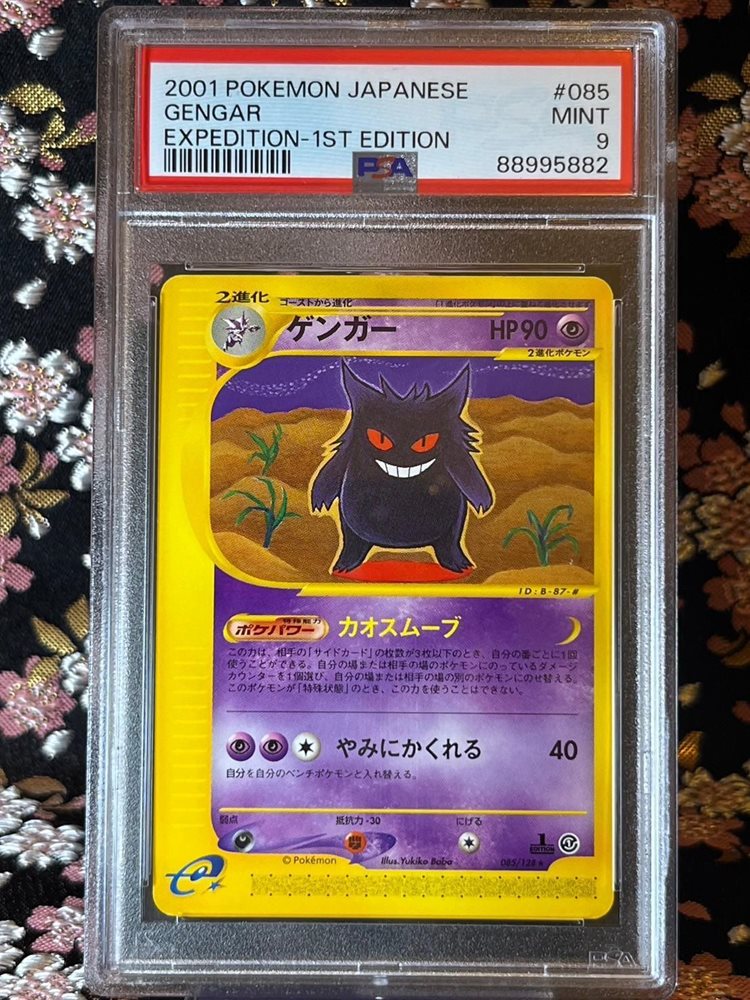 2001 POKEMON JAPANESE #085
GENGAR MINT
EXPEDITION-1ST EDITION 9
PSA 88995882
2進化 ゴーストから進化
ゲンガー HP90
2進化ポケモン
ID:B-87-#
特殊能力
ポケパワー カオスムーブ
この力は、相手の「サイドカード」の枚数が3枚以下のとき、自分の番ごとに1回
使うことができる。自分の場または相手の場のポケモンにのっているダメージ
カウンターを1個選び、自分の場または相手の場の別のポケモンにのせ替える。
このポケモンが「特殊状態」のとき、この力を使うことはできない。
やみにかくれる 40
自分を自分のベンチポケモンと入れ替える。
弱点 抵抗力-30 にげる
1
EDITION
©Pokémon Illus.Yukiko Baba 085/128★
e
PSA